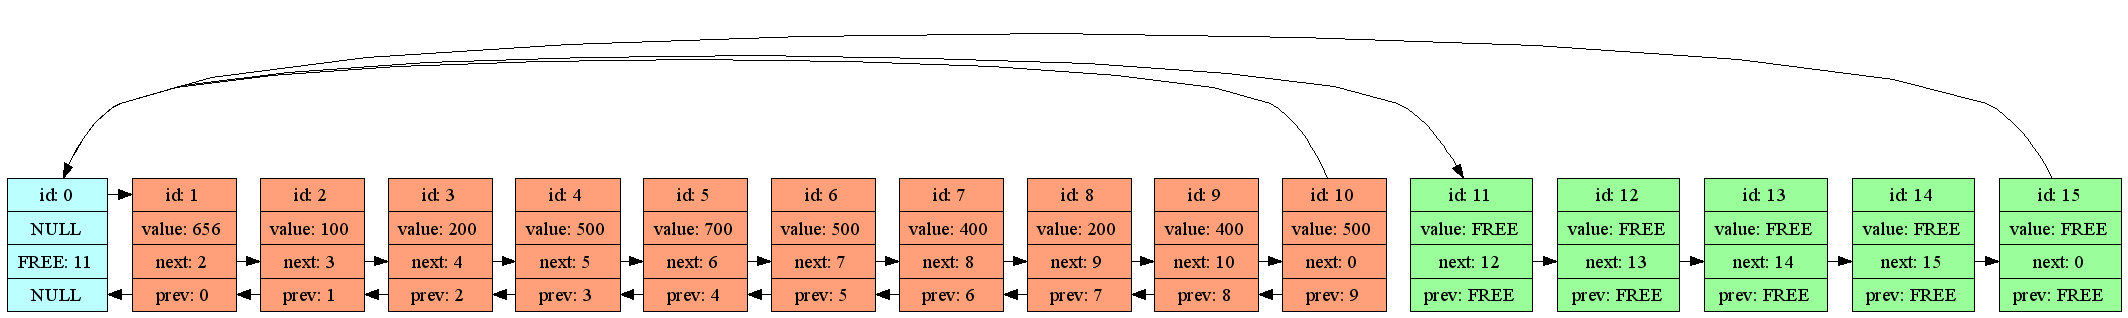 id: 0
NULL
FREE: 11
NULL
id: 1
value: 656
next: 2
prev: 0
id: 2
value: 100
next: 3
prev: 1
id: 3
value: 200
next: 4
prev: 2
id: 4
value: 500
next: 5
prev: 3
id: 5
value: 700
next: 6
prev: 4
id: 6
value: 500
next: 7
prev: 5
id: 7
value: 400
next: 8
prev: 6
id: 8
value: 200
next: 9
prev: 7
id: 9
value: 400
next: 10
prev: 8
id: 10
value: 500
next: 0
prev: 9
id: 11
value: FREE
next: 12
prev: FREE
id: 12
value: FREE
next: 13
prev: FREE
id: 13
value: FREE
next: 14
prev: FREE
id: 14
value: FREE
next: 15
prev: FREE
id: 15
value: FREE
next: 0
prev: FREE